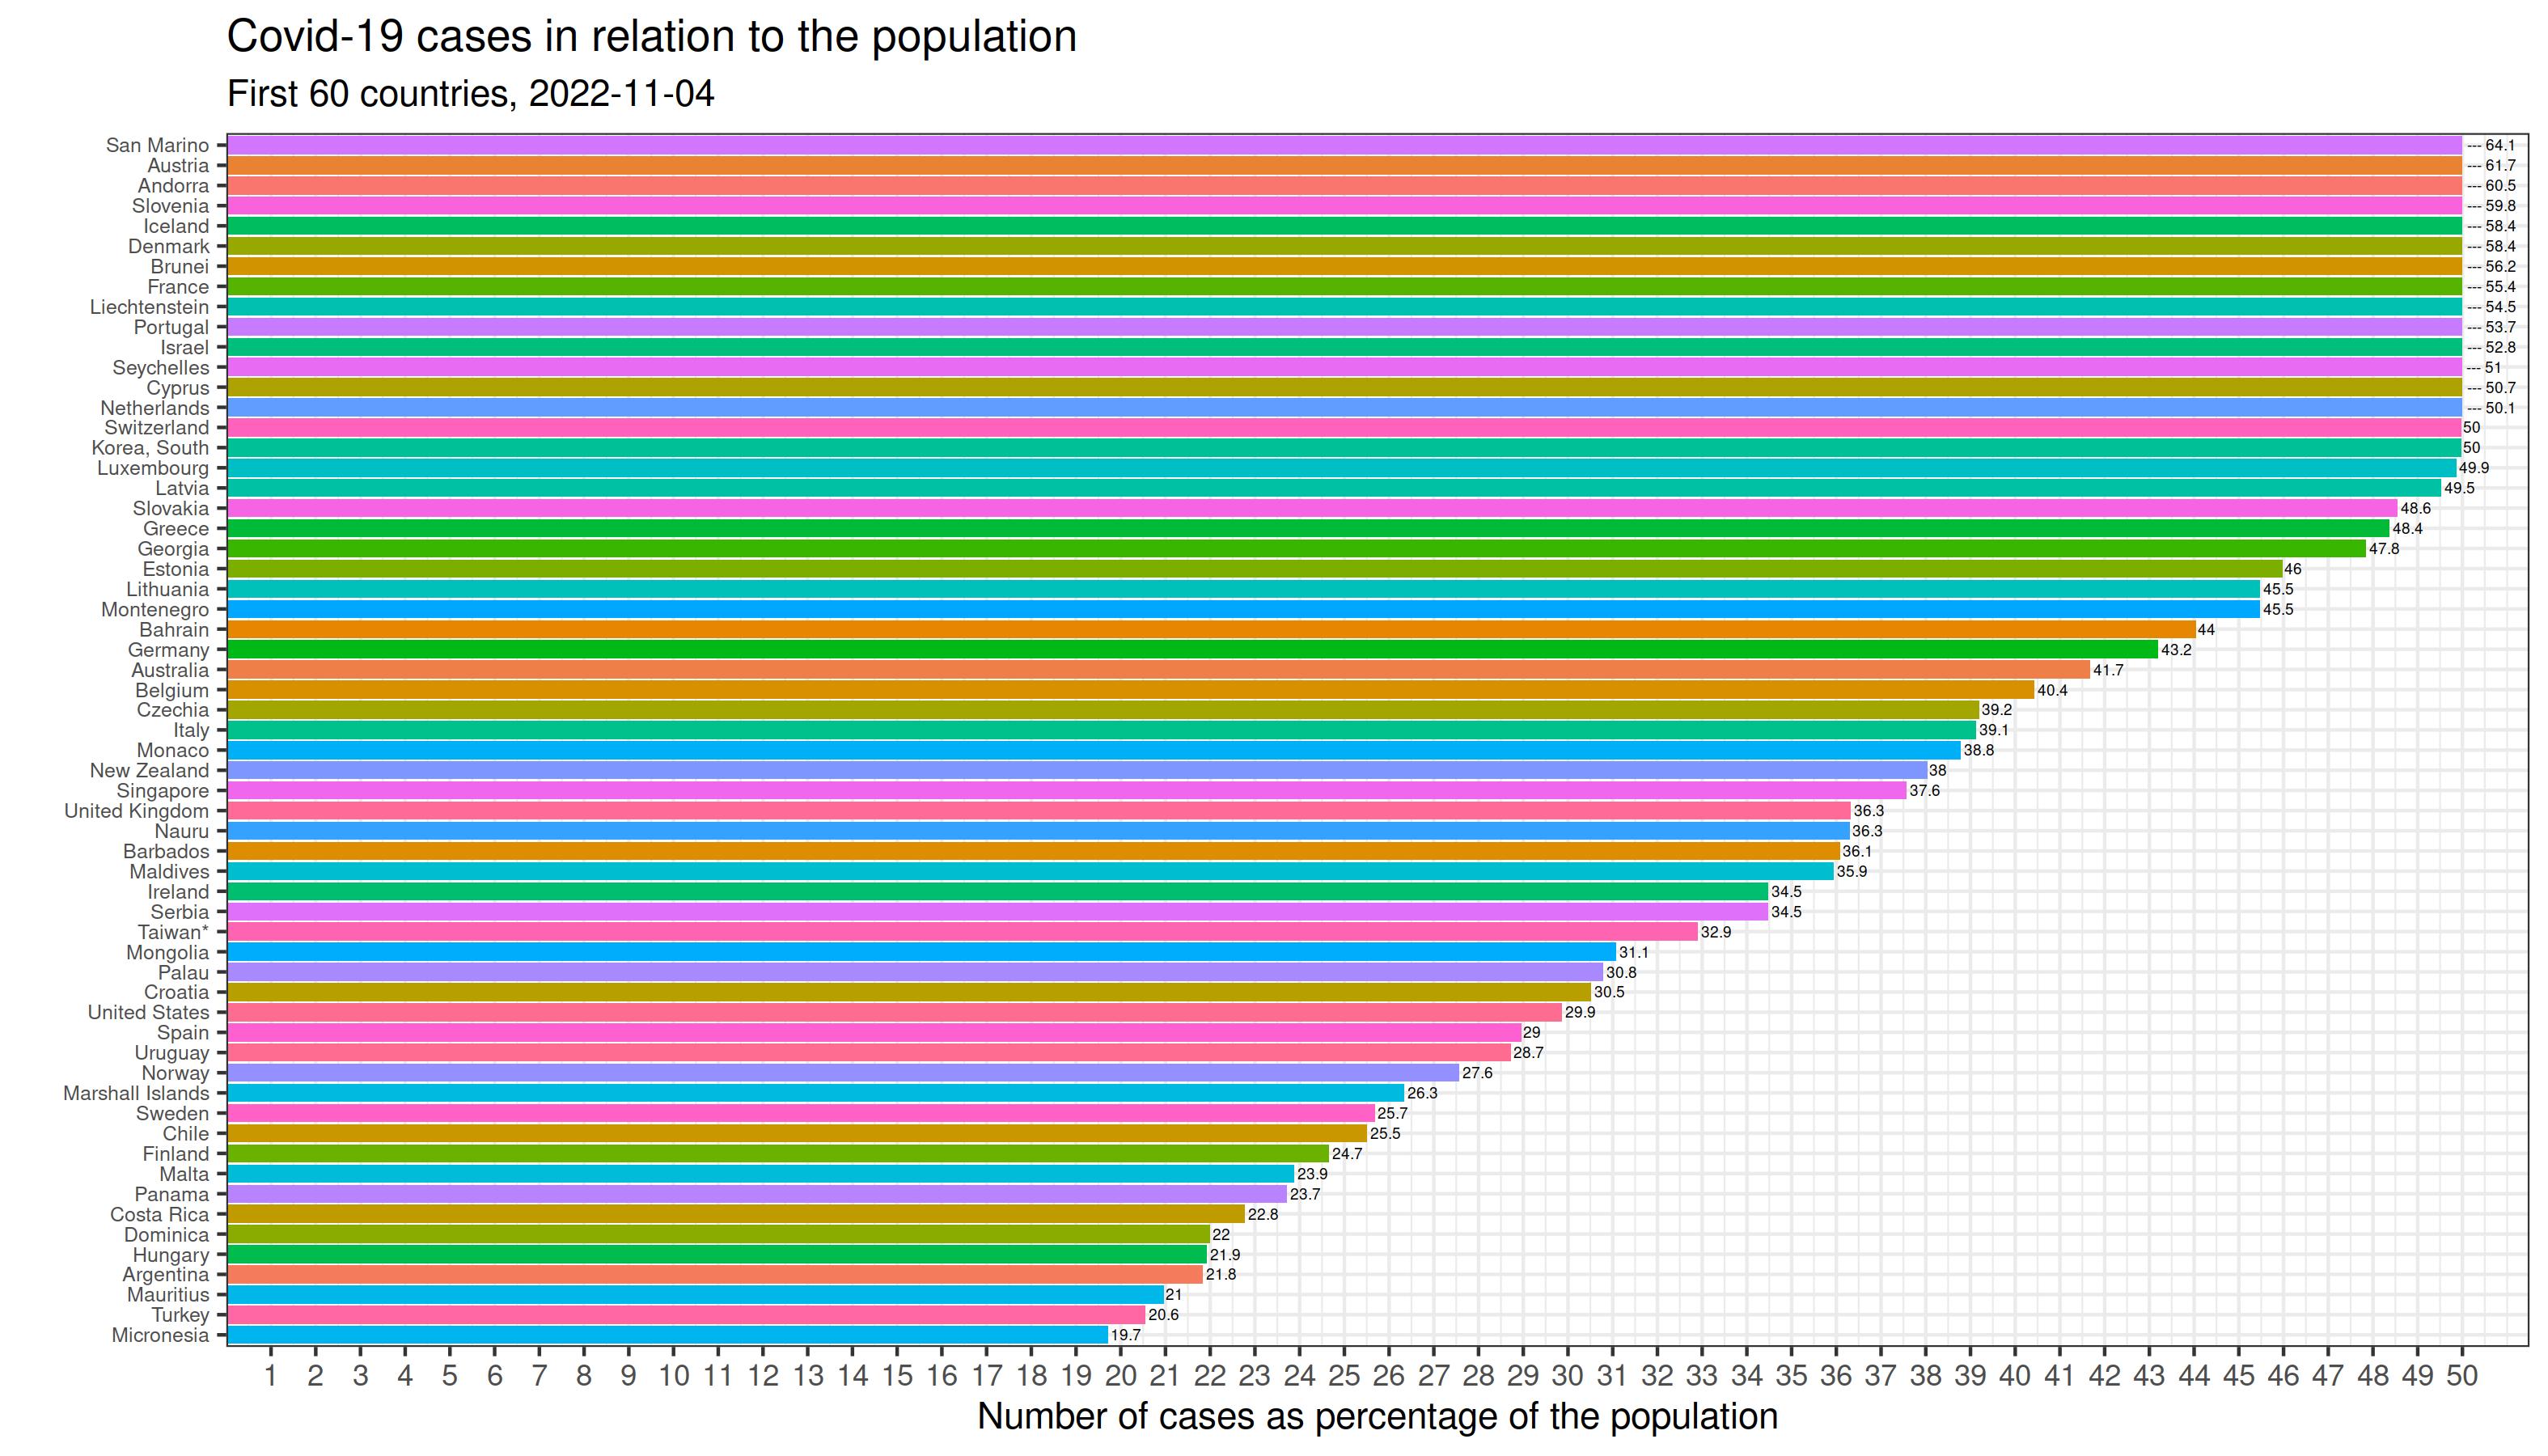 Covid-19 cases in relation to the population
First 60 countries, 2022-11-04
San Marino --- 64.1
Austria --- 61.7
Andorra --- 60.5
Slovenia --- 59.8
Iceland --- 58.4
Denmark --- 58.4
Brunei --- 56.2
France --- 55.4
Liechtenstein --- 54.5
Portugal --- 53.7
Israel --- 52.8
Seychelles --- 51
Cyprus --- 50.7
Netherlands --- 50.1
Switzerland 50
Korea, South 50
Luxembourg 49.9
Latvia 49.5
Slovakia 48.6
Greece 48.4
Georgia 47.8
Estonia 46
Lithuania 45.5
Montenegro 45.5
Bahrain 44
Germany 43.2
Australia 41.7
Belgium 40.4
Czechia 39.2
Italy 39.1
Monaco 38.8
New Zealand 38
Singapore 37.6
United Kingdom 36.3
Nauru 36.3
Barbados 36.1
Maldives 35.9
Ireland 34.5
Serbia 34.5
Taiwan* 32.9
Mongolia 31.1
Palau 30.8
Croatia 30.5
United States 29.9
Spain 29
Uruguay 28.7
Norway 27.6
Marshall Islands 26.3
Sweden 25.7
Chile 25.5
Finland 24.7
Malta 23.9
Panama 23.7
Costa Rica 22.8
Dominica 22
Hungary 21.9
Argentina 21.8
Mauritius 21
Turkey 20.6
Micronesia 19.7
1 2 3 4 5 6 7 8 9 10 11 12 13 14 15 16 17 18 19 20 21 22 23 24 25 26 27 28 29 30 31 32 33 34 35 36 37 38 39 40 41 42 43 44 45 46 47 48 49 50
Number of cases as percentage of the population